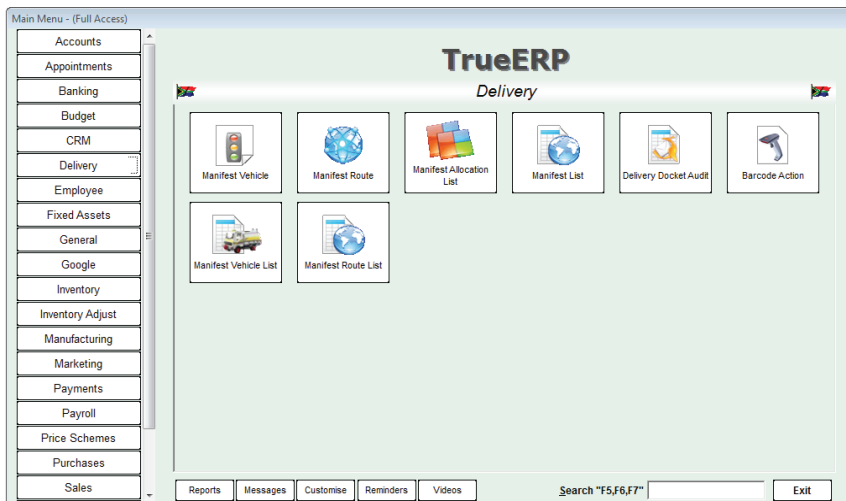 Main Menu - (Full Access)
Accounts
Appointments
Banking
Budget
CRM
Delivery
Employee
Fixed Assets
General
Google
Inventory
Inventory Adjust
Manufacturing
Marketing
Payments
Payroll
Price Schemes
Purchases
Sales
TrueERP
Delivery
Manifest Vehicle
Manifest Route
Manifest Allocation
List
Manifest List
Delivery Docket Audit
Barcode Action
Manifest Vehicle List
Manifest Route List
Reports
Messages
Customise
Reminders
Videos
Search "F5,F6,F7"
Exit